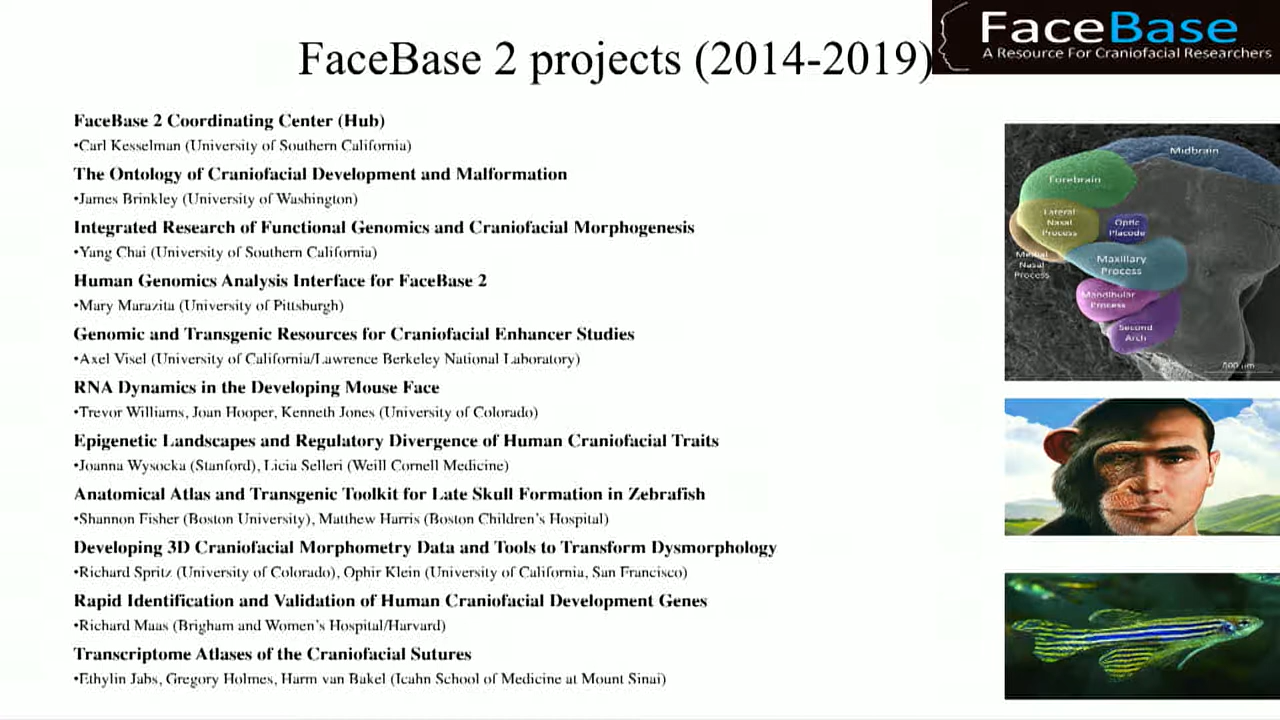 FaceBase 2 projects (2014-2019)
FaceBase
A Resource For Craniofacial Researchers
FaceBase 2 Coordinating Center (Hub)
•Carl Kesselman (University of Southern California)
The Ontology of Craniofacial Development and Malformation
•James Brinkley (University of Washington)
Integrated Research of Functional Genomics and Craniofacial Morphogenesis
•Yang Chai (University of Southern California)
Human Genomics Analysis Interface for FaceBase 2
•Mary Marazita (University of Pittsburgh)
Genomic and Transgenic Resources for Craniofacial Enhancer Studies
•Axel Visel (University of California/Lawrence Berkeley National Laboratory)
RNA Dynamics in the Developing Mouse Face
•Trevor Williams, Joan Hooper, Kenneth Jones (University of Colorado)
Epigenetic Landscapes and Regulatory Divergence of Human Craniofacial Traits
•Joanna Wysocka (Stanford), Licia Selleri (Weill Cornell Medicine)
Anatomical Atlas and Transgenic Toolkit for Late Skull Formation in Zebrafish
•Shannon Fisher (Boston University), Matthew Harris (Boston Children's Hospital)
Developing 3D Craniofacial Morphometry Data and Tools to Transform Dysmorphology
•Richard Spritz (University of Colorado), Ophir Klein (University of California, San Francisco)
Rapid Identification and Validation of Human Craniofacial Development Genes
•Richard Maas (Brigham and Women's Hospital/Harvard)
Transcriptome Atlases of the Craniofacial Sutures
•Ethylin Jabs, Gregory Holmes, Harm van Bakel (Icahn School of Medicine at Mount Sinai)
Midbrain
Forebrain
Lateral
Nasal
Process
Optic
Placode
Medial
Nasal
Process
Maxillary
Process
Mandibular
Process
Second
Arch
500 µm